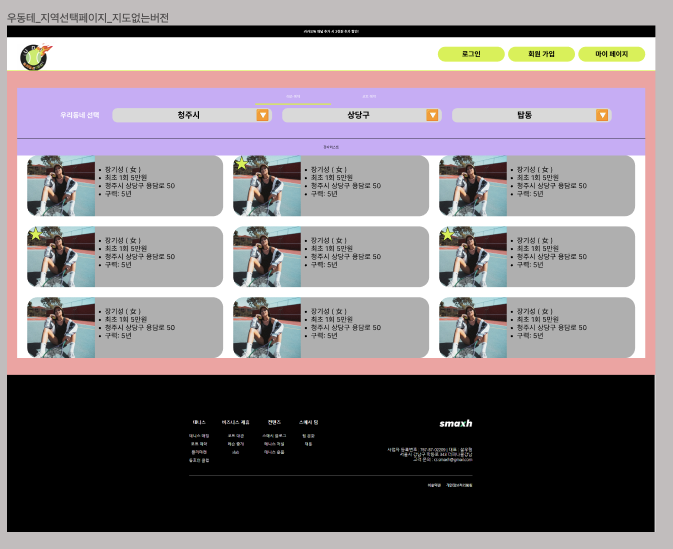 우동테_지역선택페이지_지도없는버전
로그인 회원 가입 마이 페이지
우리동네 선택 청주시 상당구 탑동
장기성 ( 女 )
최초 1회 5만원
청주시 상당구 용담로 50
구력: 5년
장기성 ( 女 )
최초 1회 5만원
청주시 상당구 용담로 50
구력: 5년
장기성 ( 女 )
최초 1회 5만원
청주시 상당구 용담로 50
구력: 5년
장기성 ( 女 )
최초 1회 5만원
청주시 상당구 용담로 50
구력: 5년
장기성 ( 女 )
최초 1회 5만원
청주시 상당구 용담로 50
구력: 5년
장기성 ( 女 )
최초 1회 5만원
청주시 상당구 용담로 50
구력: 5년
장기성 ( 女 )
최초 1회 5만원
청주시 상당구 용담로 50
구력: 5년
장기성 ( 女 )
최초 1회 5만원
청주시 상당구 용담로 50
구력: 5년
장기성 ( 女 )
최초 1회 5만원
청주시 상당구 용담로 50
구력: 5년
테니스 비즈니스 제휴 컨텐츠 스매시 팀
smaxh
이용약관 개인정보처리방침